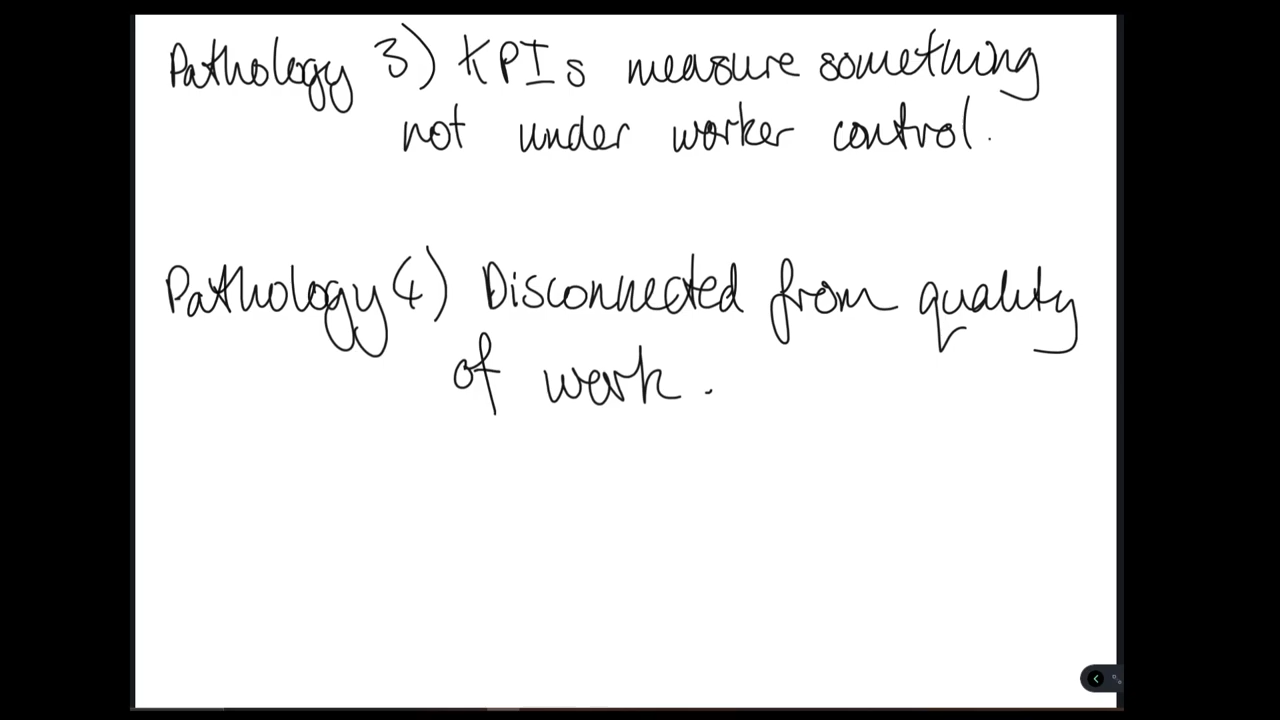 Pathology 3) KPIs measure something
not under worker control.
Pathology 4) Disconnected from quality
of work.